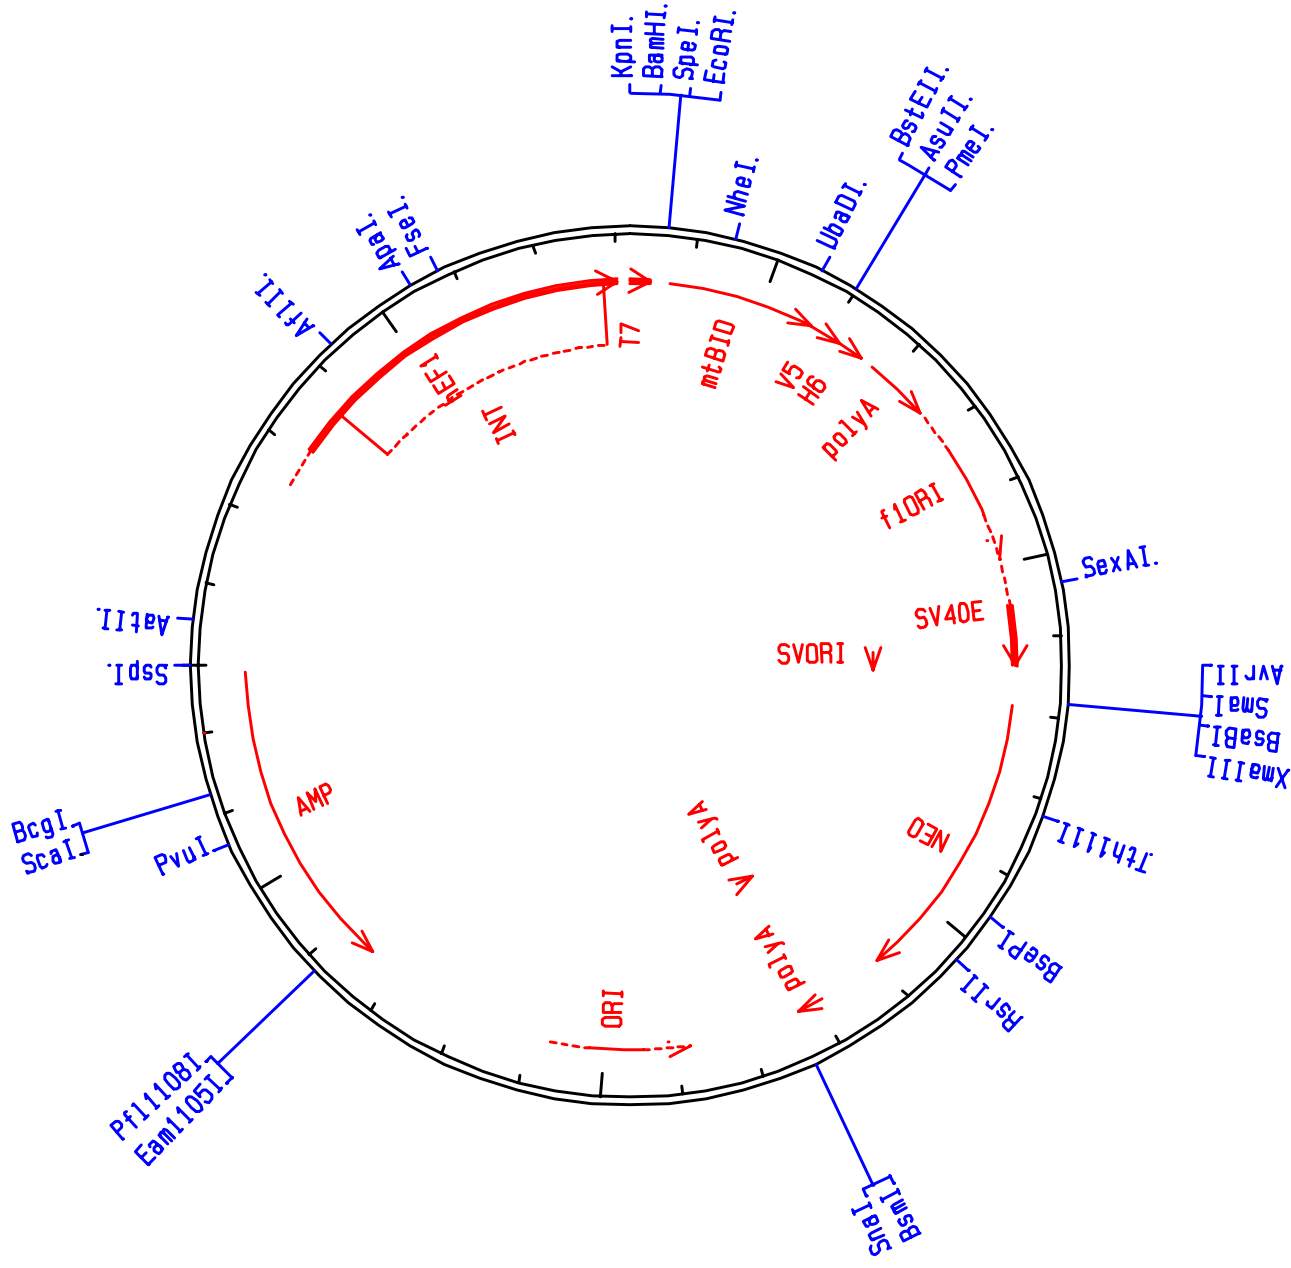 KpnI.
BamHI.
SpeI.
EcoRI.
NheI.
UbaDI.
BstEII.
AsuII.
PmeI.
SexAI.
AvrII
SmaI
BsaBI
XmaIII
Tth111I
BsePI
RsrII
BsmI
SnaI
Eam1105I
Pfl1108I
PvuI
ScaI
BcgI
SspI.
AatII.
AflII.
ApaI.
FseI.
pEF1
INT
T7
mtBID
V5
H6
polyA
f1ORI
SV40E
SVORI
NEO
polyA
polyA
ORI
AMP